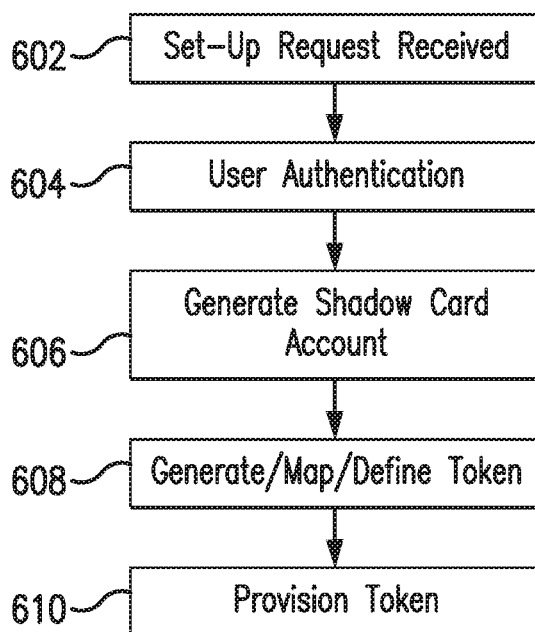 602 Set-Up Request Received
604 User Authentication
606 Generate Shadow Card
Account
608 Generate/Map/Define Token
610 Provision Token